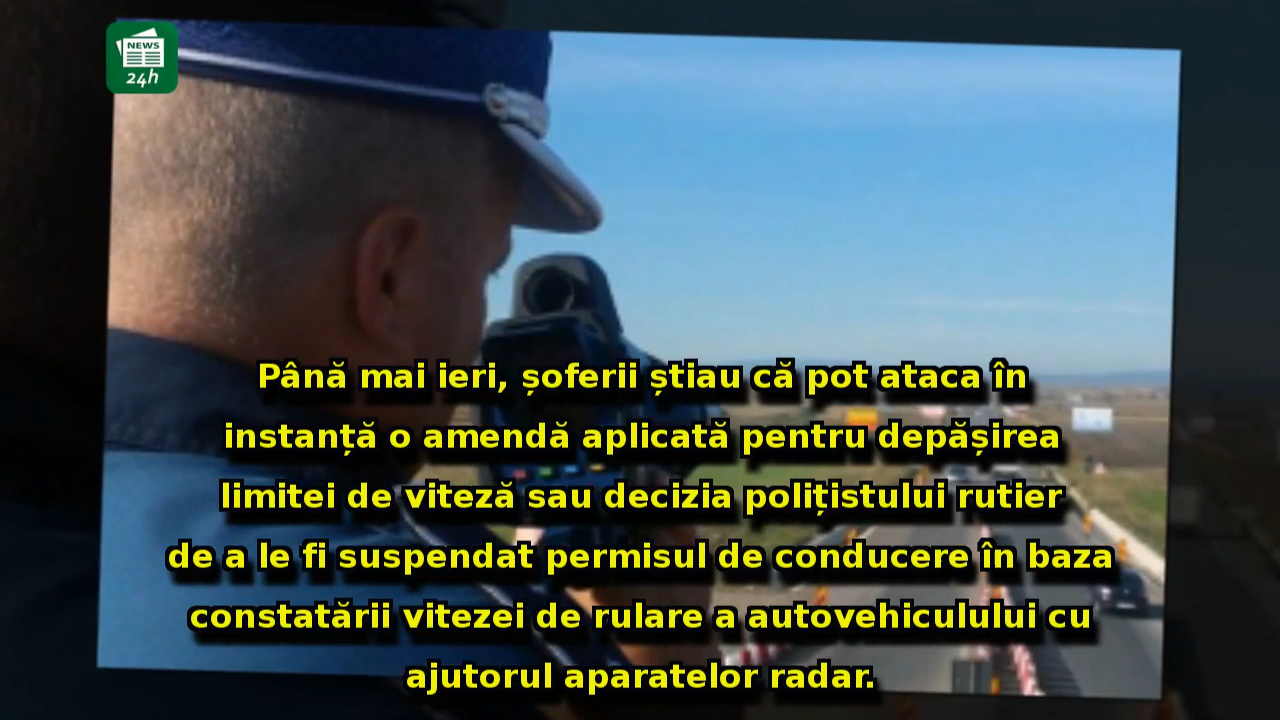 NEWS
24h
Până mai ieri, șoferii știau că pot ataca în
instanță o amendă aplicată pentru depășirea
limitei de viteză sau decizia polițistului rutier
de a le fi suspendat permisul de conducere în baza
constatării vitezei de rulare a autovehiculului cu
ajutorul aparatelor radar.